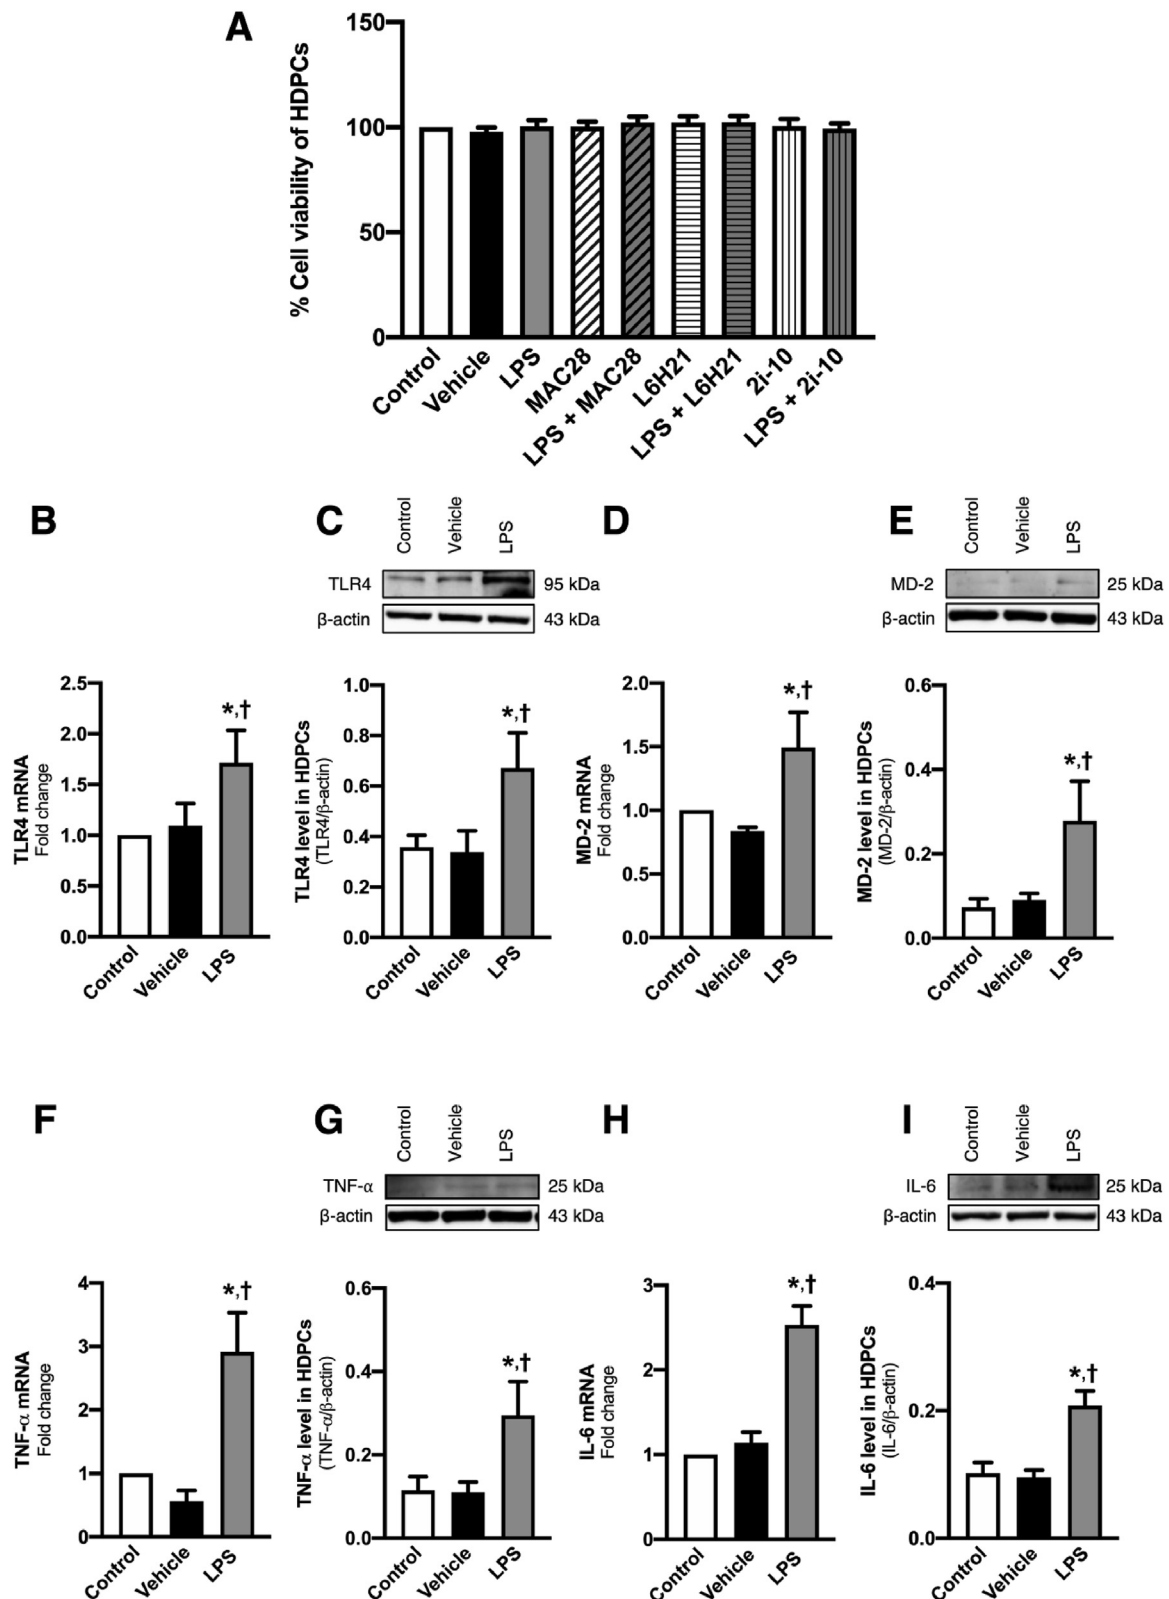 A
% Cell viability of HDPCs
150
100
50
0
Control
Vehicle
LPS
MAC28
LPS + MAC28
L6H21
LPS + L6H21
2i-10
LPS + 2i-10
B
TLR4 mRNA
Fold change
2.5
2.0
1.5
1.0
0.5
0.0
*,†
Control
Vehicle
LPS
C
Control
Vehicle
LPS
TLR4
95 kDa
β-actin
43 kDa
TLR4 level in HDPCs
(TLR4/β-actin)
1.0
0.8
0.6
0.4
0.2
0.0
*,†
Control
Vehicle
LPS
D
MD-2 mRNA
Fold change
2.0
1.5
1.0
0.5
0.0
*,†
Control
Vehicle
LPS
E
Control
Vehicle
LPS
MD-2
25 kDa
β-actin
43 kDa
MD-2 level in HDPCs
(MD-2/β-actin)
0.6
0.4
0.2
0.0
*,†
Control
Vehicle
LPS
F
TNF-α mRNA
Fold change
4
3
2
1
0
*,†
Control
Vehicle
LPS
G
Control
Vehicle
LPS
TNF-α
25 kDa
β-actin
43 kDa
TNF-α level in HDPCs
(TNF-α/β-actin)
0.6
0.4
0.2
0.0
*,†
Control
Vehicle
LPS
H
IL-6 mRNA
Fold change
3
2
1
0
*,†
Control
Vehicle
LPS
I
Control
Vehicle
LPS
IL-6
25 kDa
β-actin
43 kDa
IL-6 level in HDPCs
(IL-6/β-actin)
0.4
0.2
0.0
*,†
Control
Vehicle
LPS